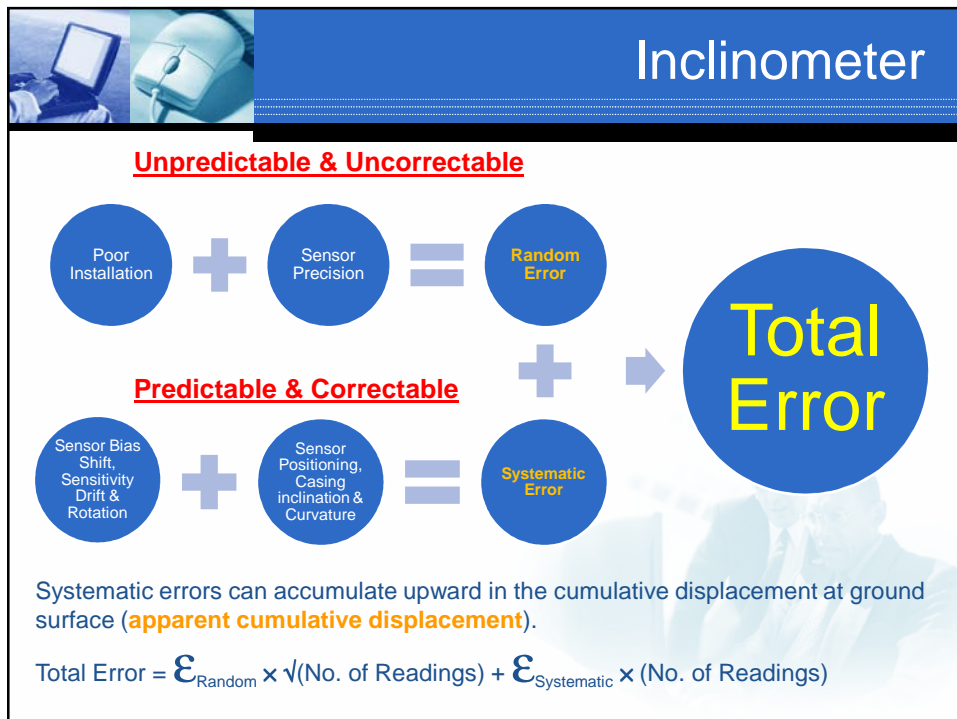 Inclinometer
Unpredictable & Uncorrectable
Poor
Installation
Sensor
Precision
Random
Error
Total
Error
Predictable & Correctable
Sensor Bias
Shift,
Sensitivity
Drift &
Rotation
Sensor
Positioning,
Casing
inclination &
Curvature
Systematic
Error
Systematic errors can accumulate upward in the cumulative displacement at ground
surface (apparent cumulative displacement).
Total Error = εRandom × √(No. of Readings) + εSystematic × (No. of Readings)